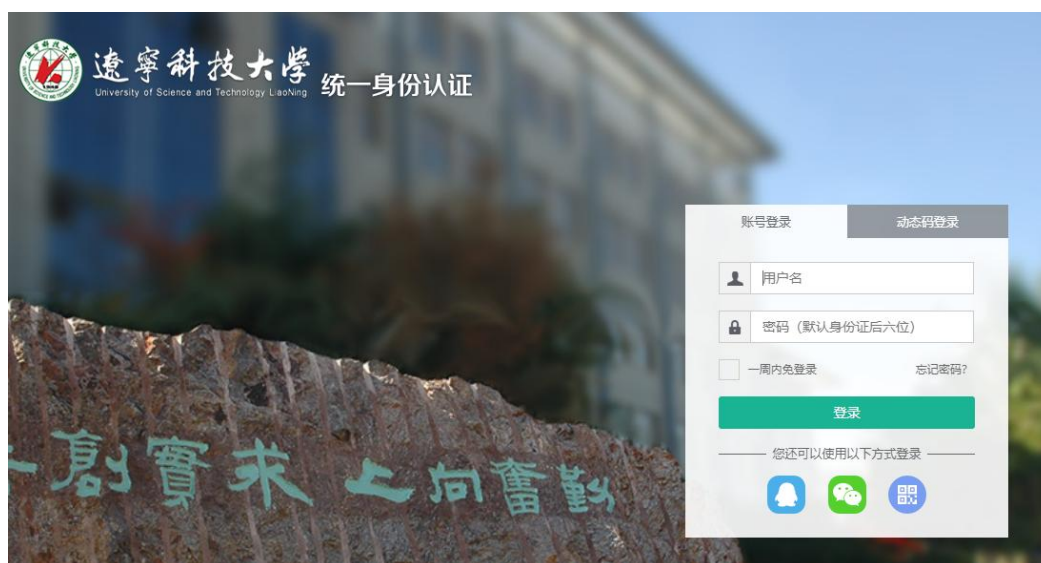 遼寧科技大學
University of Science and Technology LiaoNing
统一身份认证
账号登录
动态码登录
用户名
密码（默认身份证后六位）
一周内免登录
忘记密码?
登录
您还可以使用以下方式登录
創實求上向奮勤